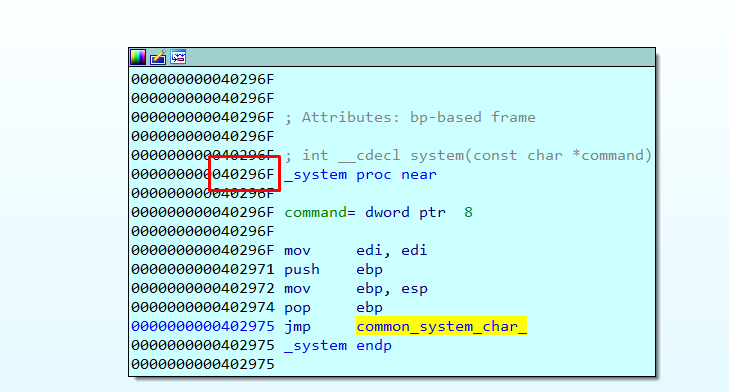 000000000040296F
000000000040296F
000000000040296F ; Attributes: bp-based frame
000000000040296F
000000000040296F ; int __cdecl system(const char *command)
000000000040296F _system proc near
000000000040296F
000000000040296F command= dword ptr  8
000000000040296F
000000000040296F mov     edi, edi
0000000000402971 push    ebp
0000000000402972 mov     ebp, esp
0000000000402974 pop     ebp
0000000000402975 jmp     common_system_char_
0000000000402975 _system endp
0000000000402975